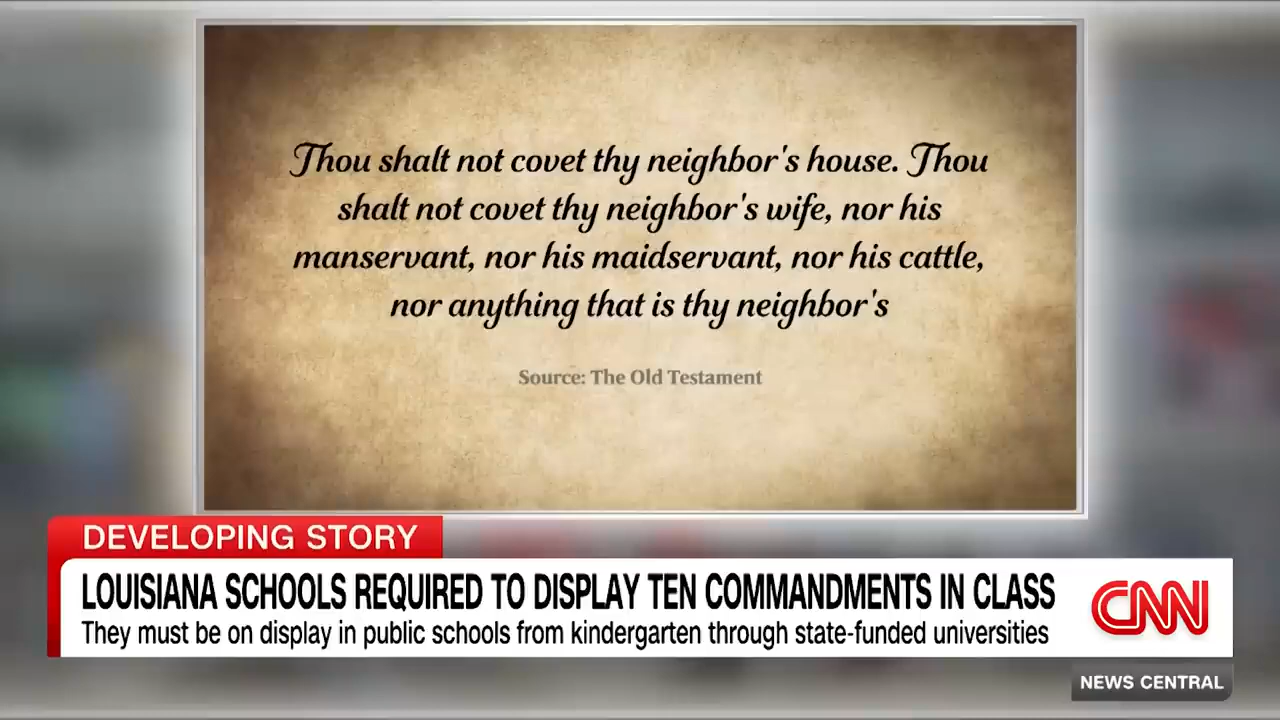 Thou shalt not covet thy neighbor's house. Thou
shalt not covet thy neighbor's wife, nor his
manservant, nor his maidservant, nor his cattle,
nor anything that is thy neighbor's
Source: The Old Testament
DEVELOPING STORY
LOUISIANA SCHOOLS REQUIRED TO DISPLAY TEN COMMANDMENTS IN CLASS
They must be on display in public schools from kindergarten through state-funded universities
CNN
NEWS CENTRAL